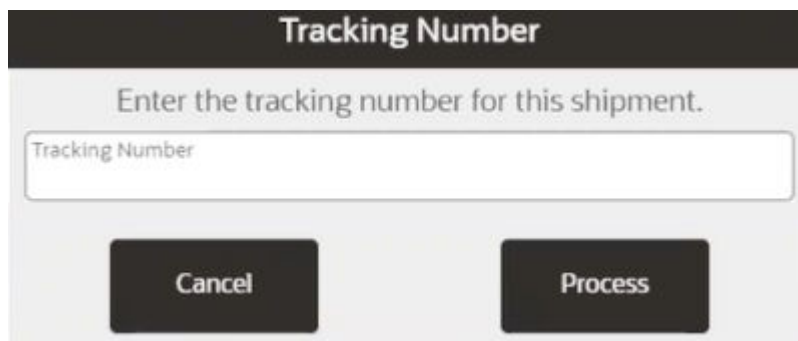 Tracking Number
Enter the tracking number for this shipment.
Tracking Number
Cancel
Process